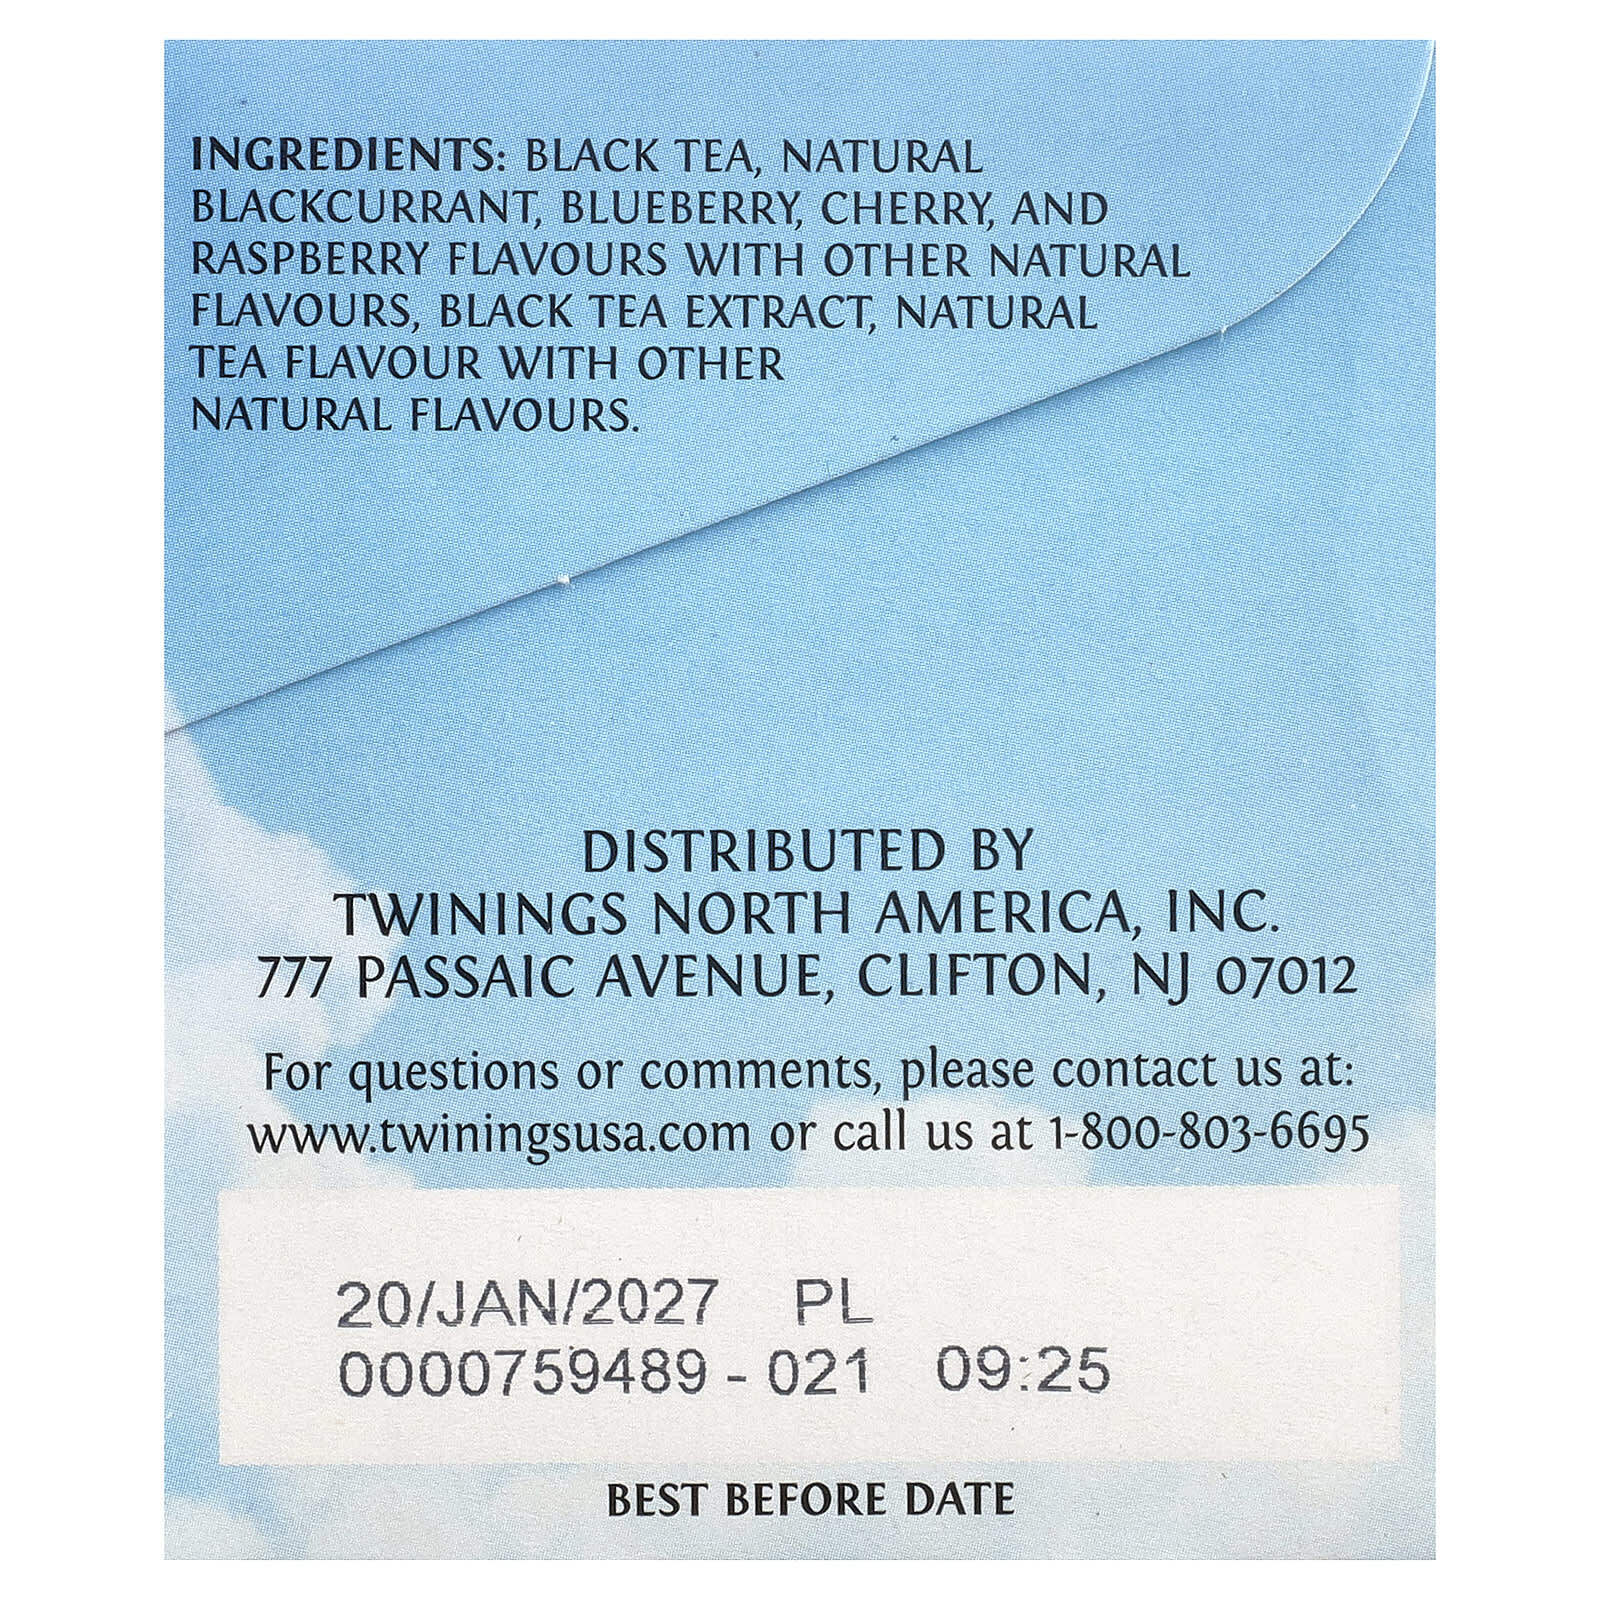 INGREDIENTS: BLACK TEA, NATURAL
BLACKCURRANT, BLUEBERRY, CHERRY, AND
RASPBERRY FLAVOURS WITH OTHER NATURAL
FLAVOURS, BLACK TEA EXTRACT, NATURAL
TEA FLAVOUR WITH OTHER
NATURAL FLAVOURS.
DISTRIBUTED BY
TWININGS NORTH AMERICA, INC.
777 PASSAIC AVENUE, CLIFTON, NJ 07012
For questions or comments, please contact us at:
www.twiningsusa.com or call us at 1-800-803-6695
20/JAN/2027 PL
0000759489 - 021 09:25
BEST BEFORE DATE